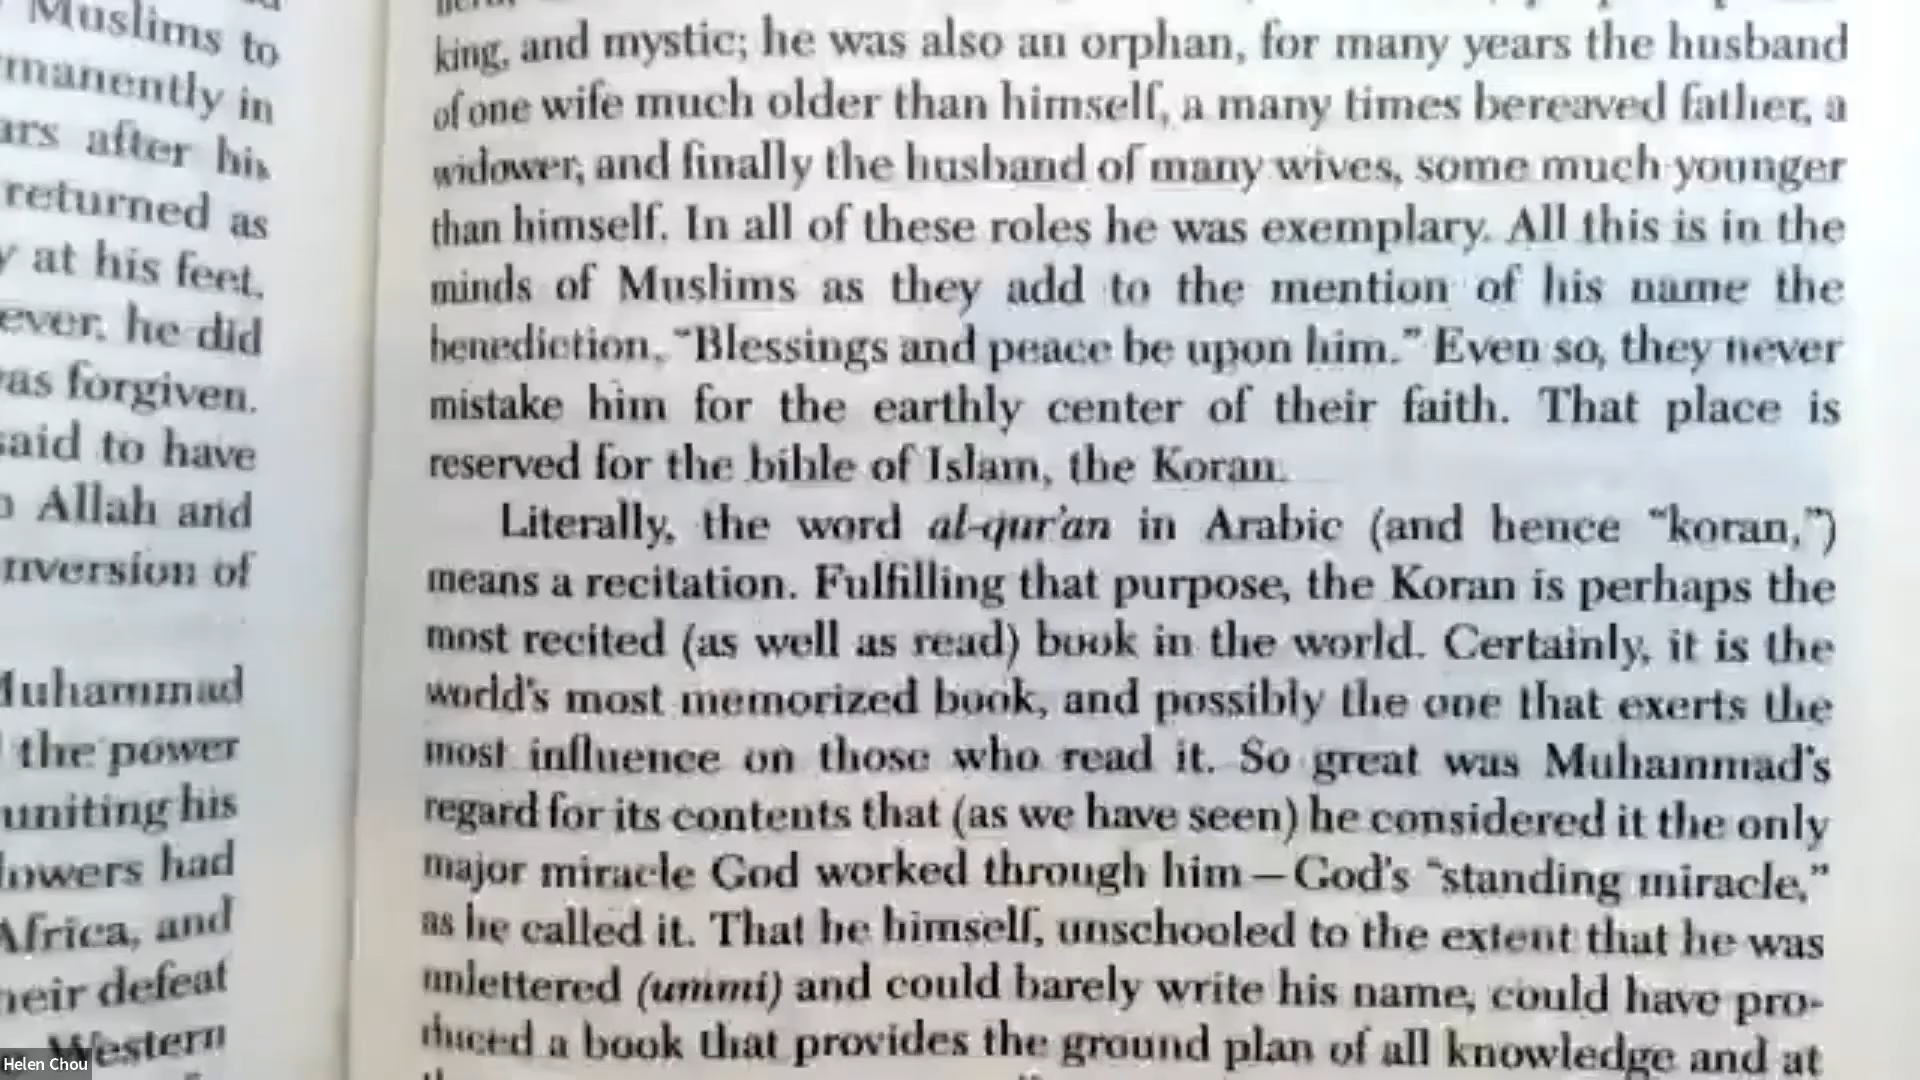 Muslims to
manently in
ars after his
returned as
y at his feet.
ever, he did
as forgiven.
said to have
Allah and
nversion of
Muhammad
the power
uniting his
lowers had
Africa, and
heir defeat
Western
king, and mystic; he was also an orphan, for many years the husband
of one wife much older than himself, a many times bereaved father, a
widower, and finally the husband of many wives, some much younger
than himself. In all of these roles he was exemplary. All this is in the
minds of Muslims as they add to the mention of his name the
benediction, “Blessings and peace be upon him.” Even so, they never
mistake him for the earthly center of their faith. That place is
reserved for the bible of Islam, the Koran.
Literally, the word al-qur’an in Arabic (and hence “koran,”)
means a recitation. Fulfilling that purpose, the Koran is perhaps the
most recited (as well as read) book in the world. Certainly, it is the
world’s most memorized book, and possibly the one that exerts the
most influence on those who read it. So great was Muhammad’s
regard for its contents that (as we have seen) he considered it the only
major miracle God worked through him—God’s “standing miracle,”
as he called it. That he himself, unschooled to the extent that he was
unlettered (ummi) and could barely write his name, could have pro-
duced a book that provides the ground plan of all knowledge and at
Helen Chou